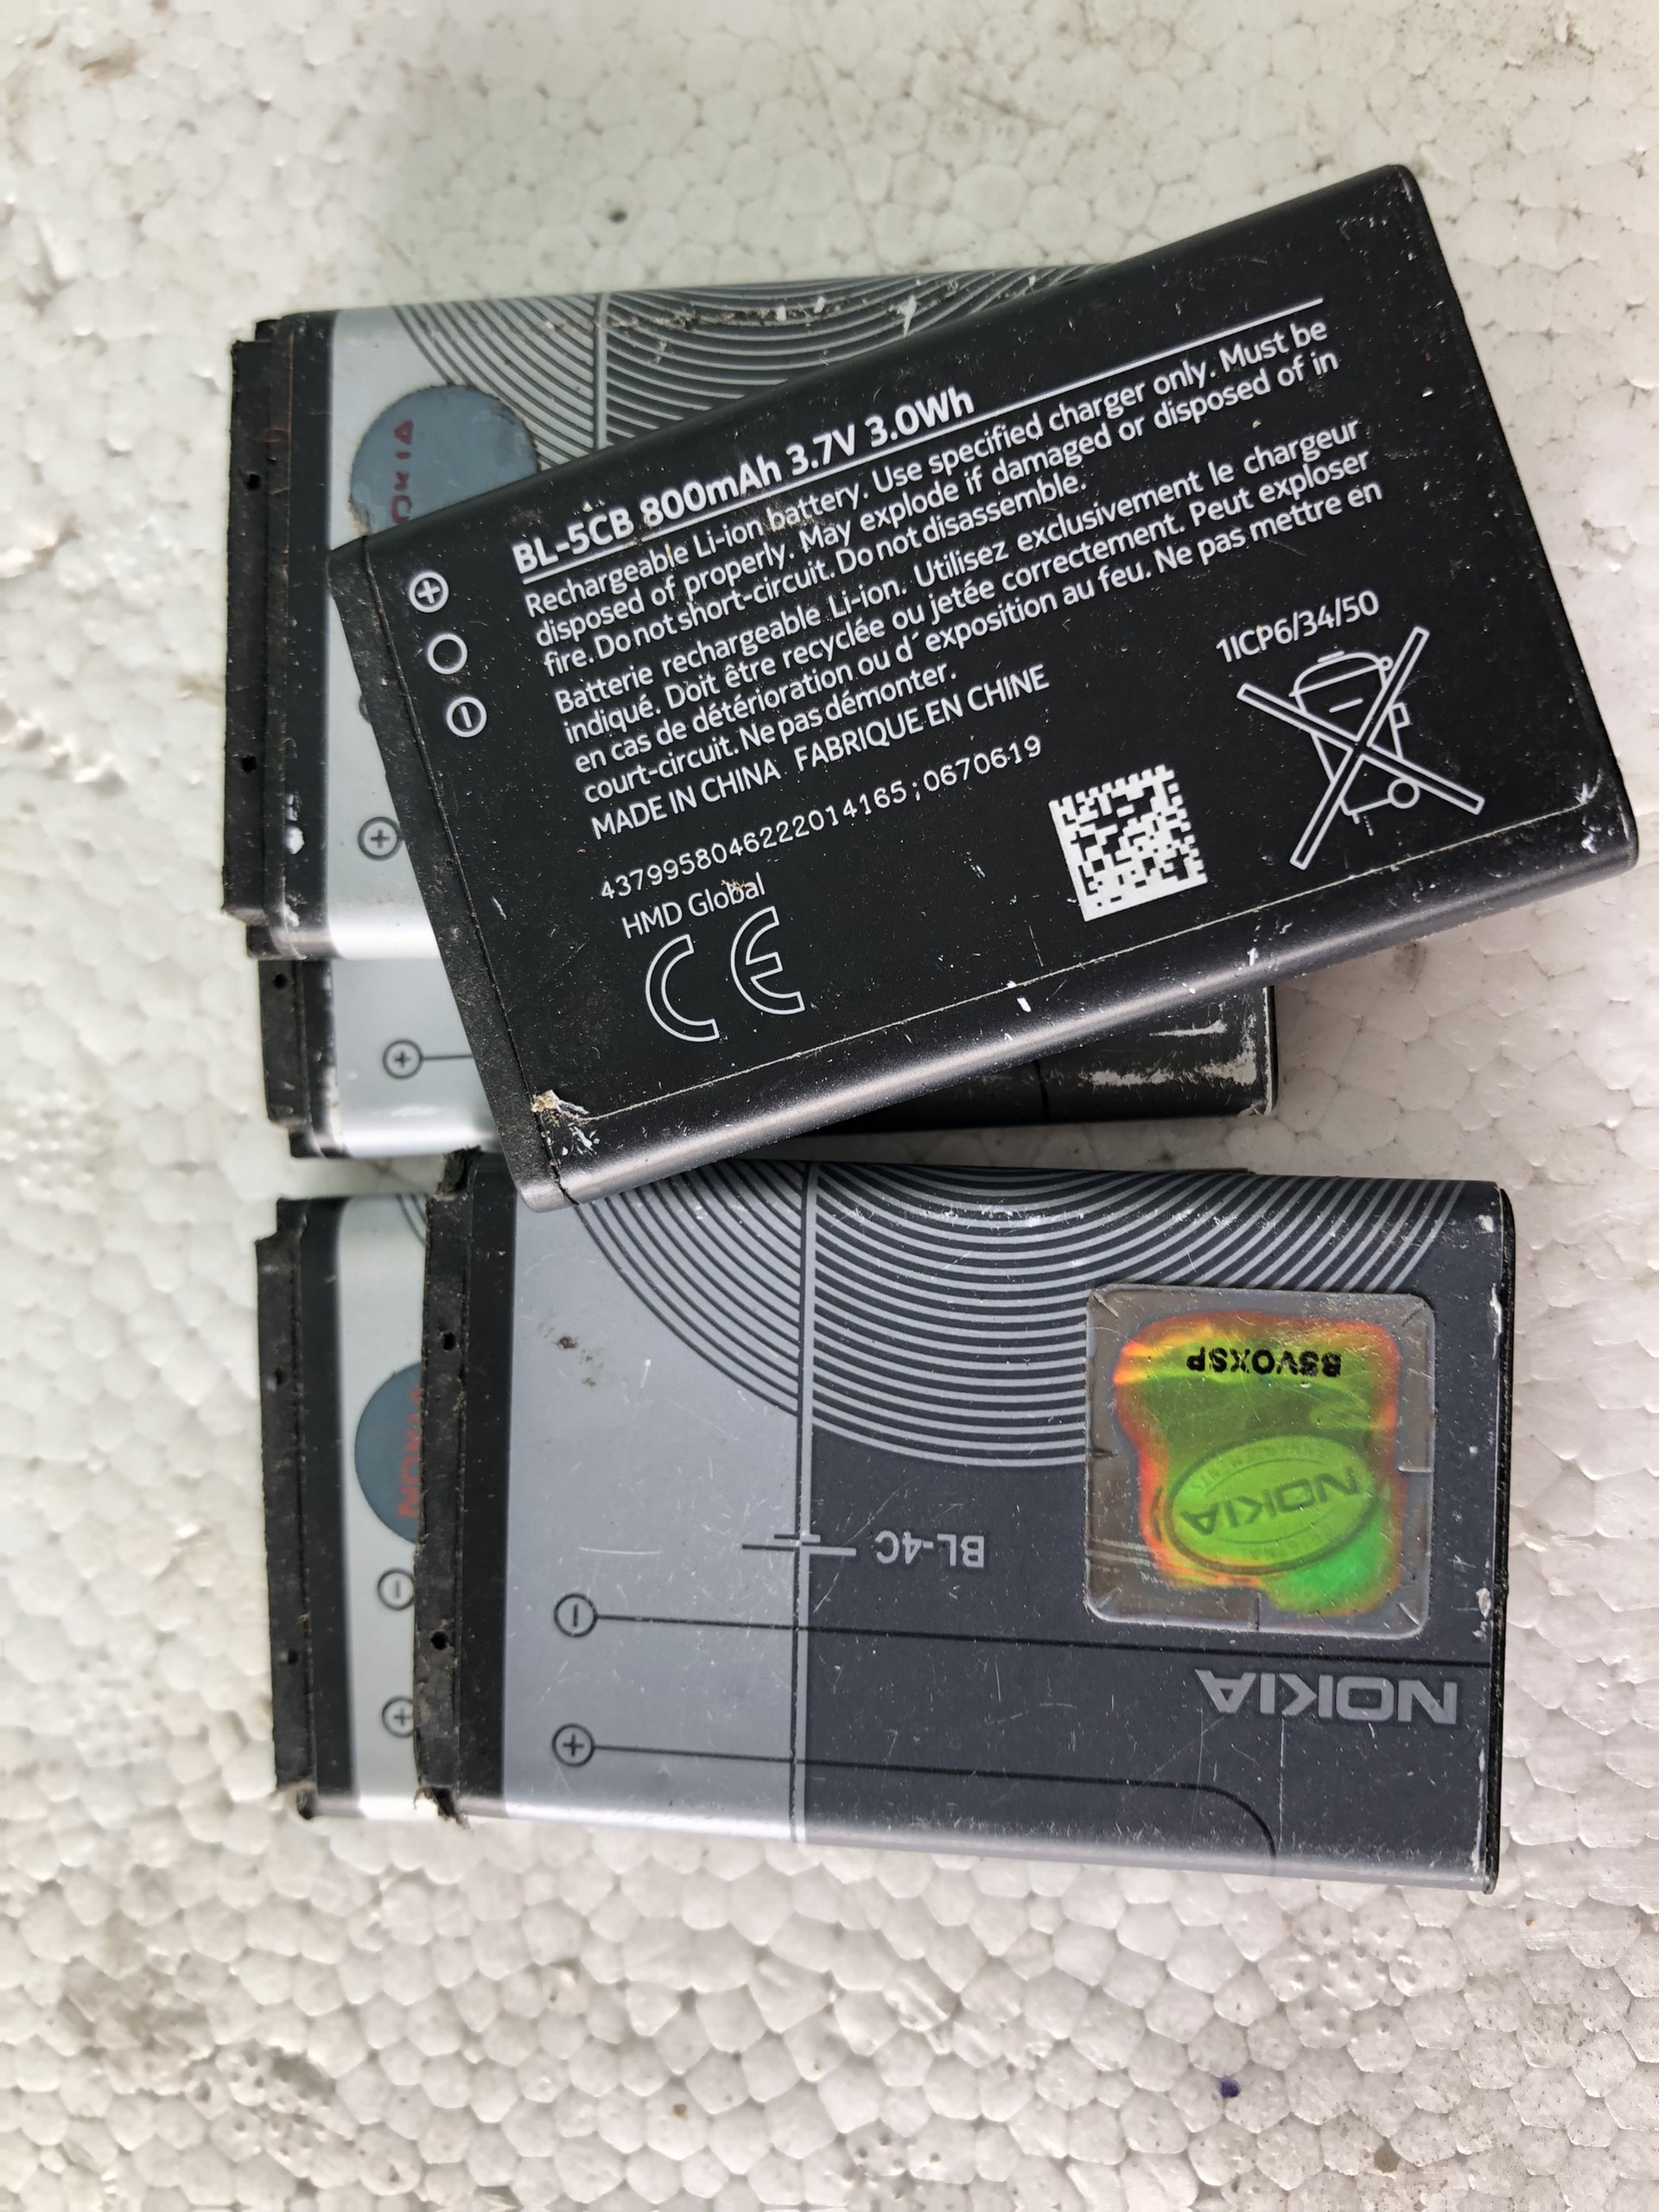 BL-5CB 800mAh 3.7V 3.0Wh
Rechargeable Li-ion battery. Use specified charger only. Must be
disposed of properly. May explode if damaged or disposed of in
fire. Do not short-circuit. Do not disassemble.
Batterie rechargeable Li-ion. Utilisez exclusivement le chargeur
indiqué. Doit être recyclée ou jetée correctement. Peut exploser
en cas de détérioration ou d´exposition au feu. Ne pas mettre en
court-circuit. Ne pas démonter.
MADE IN CHINA FABRIQUE EN CHINE
4379958046222014165;0670619
HMD Global
CE
1ICP6/34/50
NOKIA
BSVOXSP
NOKIA
BL-4C
NOKIA